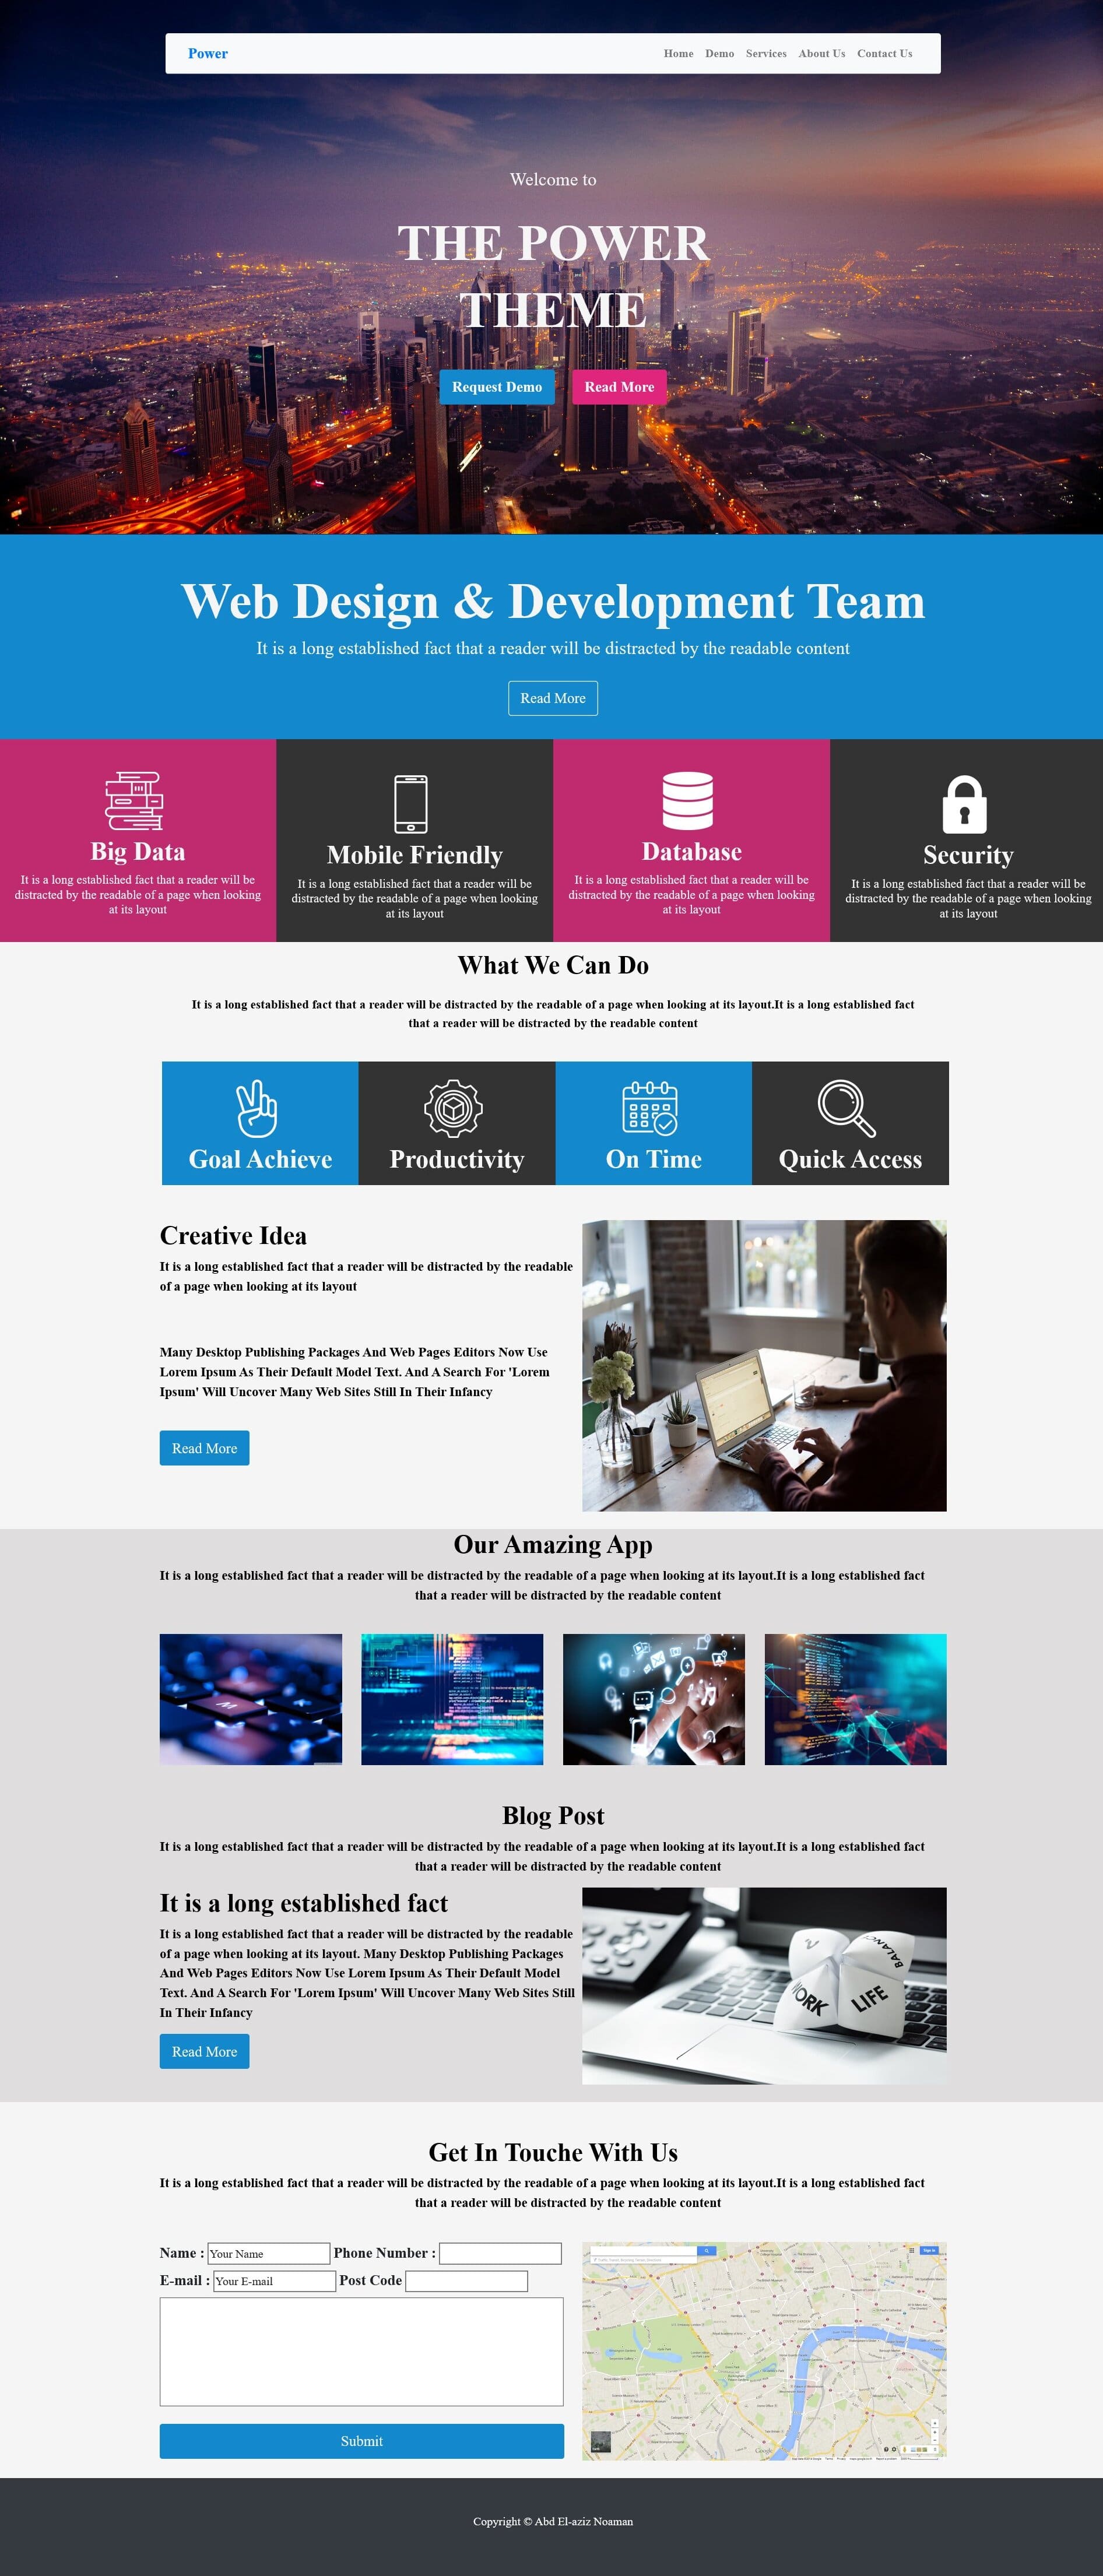 Power
Home Demo Services About Us Contact Us
Welcome to
THE POWER
THEME
Request Demo Read More
Web Design & Development Team
It is a long established fact that a reader will be distracted by the readable content
Read More
Big Data
It is a long established fact that a reader will be
distracted by the readable of a page when looking
at its layout
Mobile Friendly
It is a long established fact that a reader will be
distracted by the readable of a page when looking
at its layout
Database
It is a long established fact that a reader will be
distracted by the readable of a page when looking
at its layout
Security
It is a long established fact that a reader will be
distracted by the readable of a page when looking
at its layout
What We Can Do
It is a long established fact that a reader will be distracted by the readable of a page when looking at its layout.It is a long established fact
that a reader will be distracted by the readable content
Goal Achieve
Productivity
On Time
Quick Access
Creative Idea
It is a long established fact that a reader will be distracted by the readable
of a page when looking at its layout
Many Desktop Publishing Packages And Web Pages Editors Now Use
Lorem Ipsum As Their Default Model Text. And A Search For 'Lorem
Ipsum' Will Uncover Many Web Sites Still In Their Infancy
Read More
Our Amazing App
It is a long established fact that a reader will be distracted by the readable of a page when looking at its layout.It is a long established fact
that a reader will be distracted by the readable content
M
Blog Post
It is a long established fact that a reader will be distracted by the readable of a page when looking at its layout.It is a long established fact
that a reader will be distracted by the readable content
It is a long established fact
It is a long established fact that a reader will be distracted by the readable
of a page when looking at its layout. Many Desktop Publishing Packages
And Web Pages Editors Now Use Lorem Ipsum As Their Default Model
Text. And A Search For 'Lorem Ipsum' Will Uncover Many Web Sites Still
In Their Infancy
Read More
BALANCE
WORK
LIFE
Get In Touche With Us
It is a long established fact that a reader will be distracted by the readable of a page when looking at its layout.It is a long established fact
that a reader will be distracted by the readable content
Name : Your Name Phone Number :
E-mail : Your E-mail Post Code
Submit
Sign in
Google
Copyright © Abd El-aziz Noaman